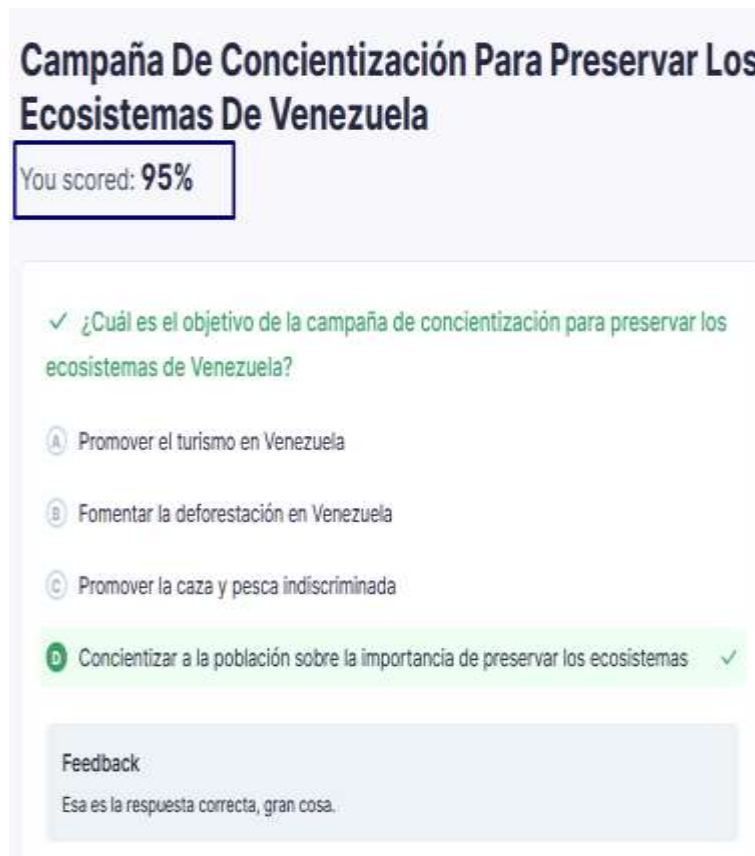 Campaña De Concientización Para Preservar Los
Ecosistemas De Venezuela
You scored: 95%
✓ ¿Cuál es el objetivo de la campaña de concientización para preservar los
ecosistemas de Venezuela?
A Promover el turismo en Venezuela
B Fomentar la deforestación en Venezuela
C Promover la caza y pesca indiscriminada
D Concientizar a la población sobre la importancia de preservar los ecosistemas ✓
Feedback
Esa es la respuesta correcta, gran cosa.